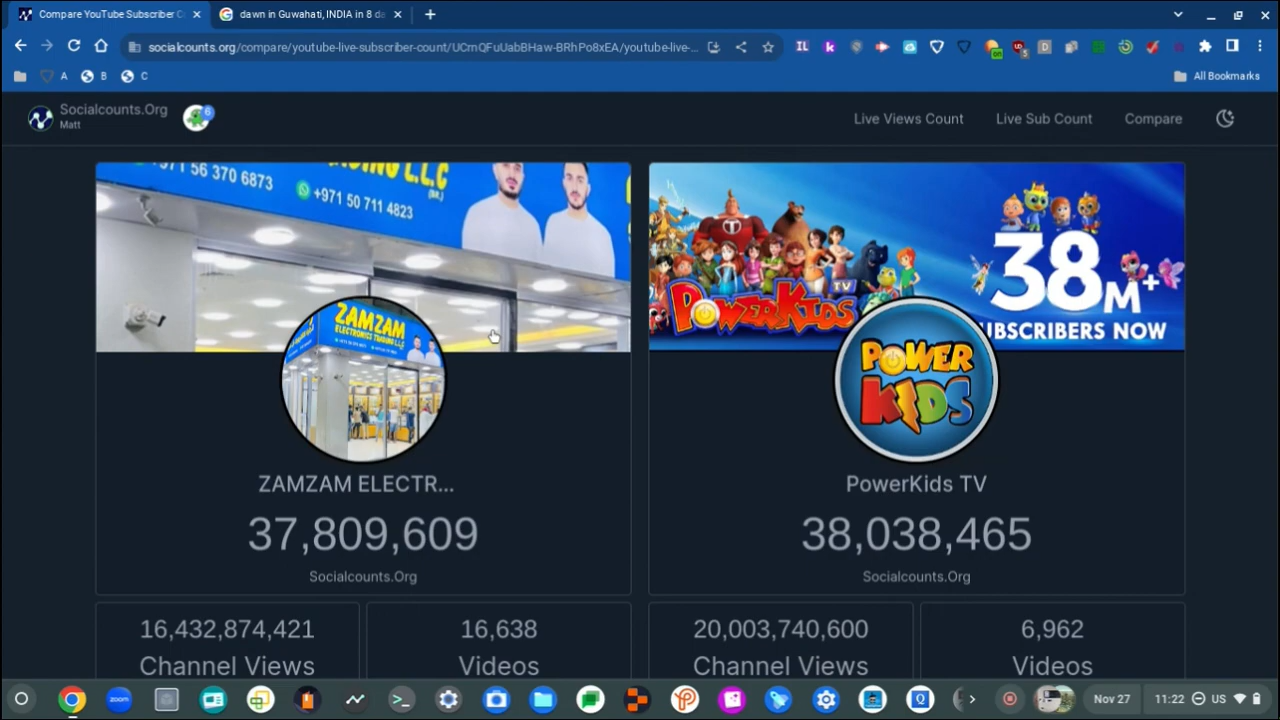 Compare YouTube Subscriber C
dawn in Guwahati, INDIA in 8 da
socialcounts.org/compare/youtube-live-subscriber-count/UCmQFuUabBHaw-BRhPo8xEA/youtube-live-...
A
B
C
All Bookmarks
Socialcounts.Org
Matt
6
Live Views Count
Live Sub Count
Compare
+971 56 370 6873
+971 50 711 4823
L.L.C
(BR.)
ZAMZAM
ELECTRONICS TRADING L.L.C
ZAMZAM ELECTR...
37,809,609
Socialcounts.Org
16,432,874,421
Channel Views
16,638
Videos
38M+
UBSCRIBERS NOW
POWERKIDS TV
POWER
KIDS
PowerKids TV
38,038,465
Socialcounts.Org
20,003,740,600
Channel Views
6,962
Videos
zoom
Nov 27
11:22
US